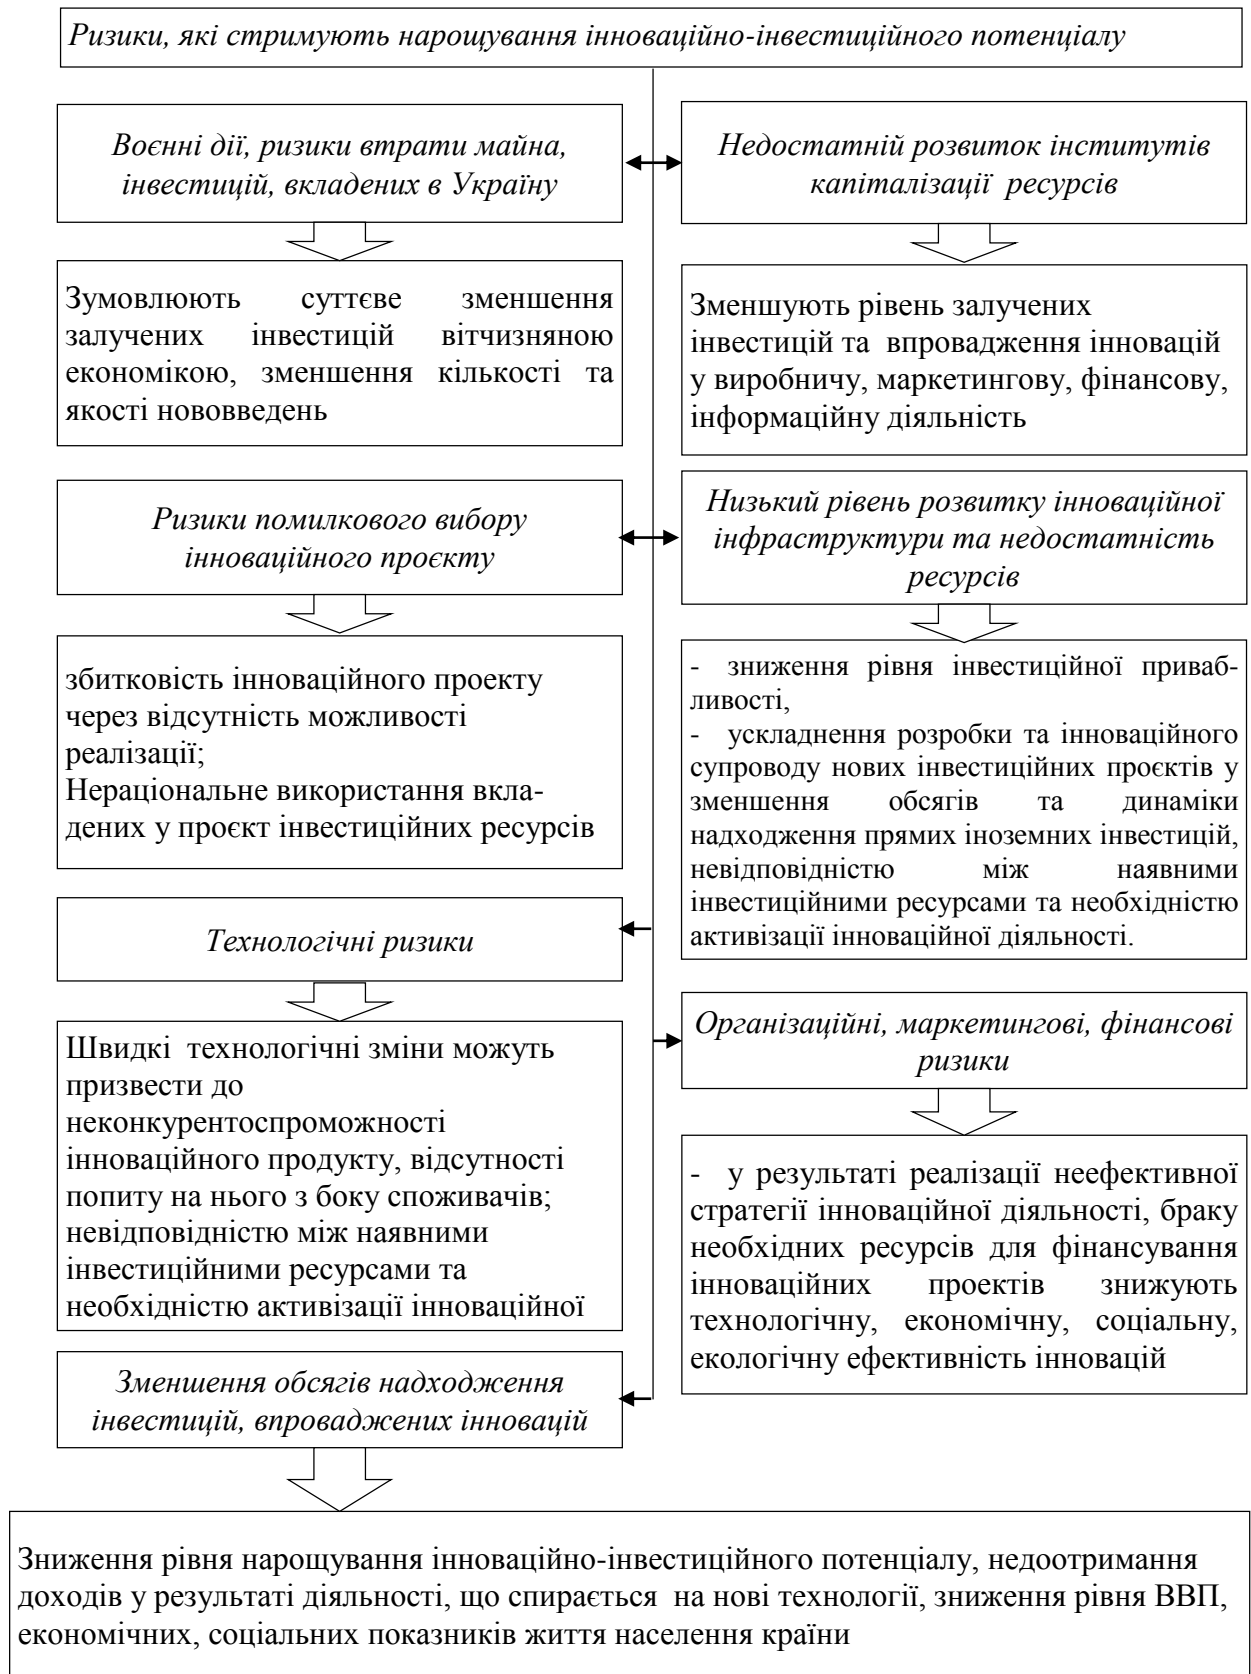 Ризики, які стримують нарощування інноваційно-інвестиційного потенціалу
Воєнні дії, ризики втрати майна,
інвестицій, вкладених в Україну
Недостатній розвиток інститутів
капіталізації ресурсів
Зумовлюють суттєве зменшення
залучених інвестицій вітчизняною
економікою, зменшення кількості та
якості нововведень
Зменшують рівень залучених
інвестицій та впровадження інновацій
у виробничу, маркетингову, фінансову,
інформаційну діяльність
Ризики помилкового вибору
інноваційного проєкту
Низький рівень розвитку інноваційної
інфраструктури та недостатність
ресурсів
збитковість інноваційного проекту
через відсутність можливості
реалізації;
Нераціональне використання вкла-
дених у проєкт інвестиційних ресурсів
- зниження рівня інвестиційної приваб-
ливості,
- ускладнення розробки та інноваційного
супроводу нових інвестиційних проєктів у
зменшення обсягів та динаміки
надходження прямих іноземних інвестицій,
невідповідністю між наявними
інвестиційними ресурсами та необхідністю
активізації інноваційної діяльності.
Технологічні ризики
Організаційні, маркетингові, фінансові
ризики
Швидкі технологічні зміни можуть
призвести до
неконкурентоспроможності
інноваційного продукту, відсутності
попиту на нього з боку споживачів;
невідповідністю між наявними
інвестиційними ресурсами та
необхідністю активізації інноваційної
- у результаті реалізації неефективної
стратегії інноваційної діяльності, браку
необхідних ресурсів для фінансування
інноваційних проектів знижують
технологічну, економічну, соціальну,
екологічну ефективність інновацій
Зменшення обсягів надходження
інвестицій, впроваджених інновацій
Зниження рівня нарощування інноваційно-інвестиційного потенціалу, недоотримання
доходів у результаті діяльності, що спирається на нові технології, зниження рівня ВВП,
економічних, соціальних показників життя населення країни